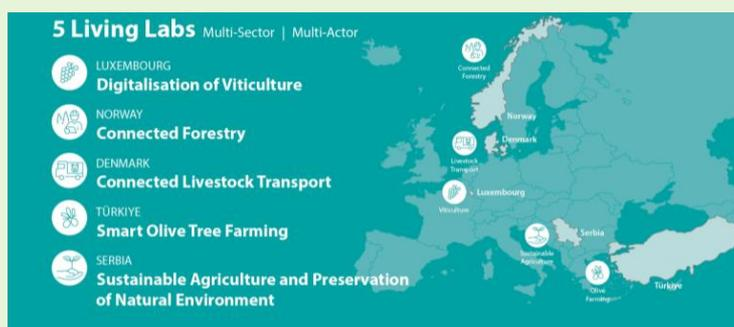 5 Living Labs Multi-Sector | Multi-Actor
LUXEMBOURG
Digitalisation of Viticulture
NORWAY
Connected Forestry
DENMARK
Connected Livestock Transport
TÜRKIYE
Smart Olive Tree Farming
SERBIA
Sustainable Agriculture and Preservation
of Natural Environment
Connected
Forestry
Norway
Denmark
Livestock
Transport
Luxembourg
Viticulture
Serbia
Sustainable
Agriculture
Olive
Farming
Türkiye